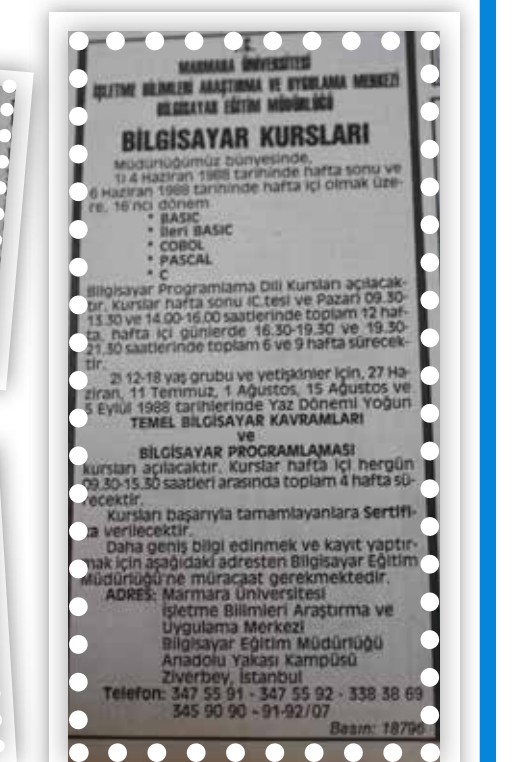 T.C.
MARMARA ÜNİVERSİTESİ
İŞLETME BİLİMLERİ ARAŞTIRMA VE UYGULAMA MERKEZİ
BİLGİSAYAR EĞİTİM MÜDÜRLÜĞÜ
BİLGİSAYAR KURSLARI
Müdürlüğümüz bünyesinde,
1) 4 Haziran 1988 tarihinde hafta sonu ve
6 Haziran 1988 tarihinde hafta içi olmak üze-
re, 16'ncı dönem
* BASIC
* İleri BASIC
* COBOL
* PASCAL
* C
Bilgisayar Programlama Dili Kursları açılacak-
tır. Kurslar hafta sonu (C.tesi ve Pazar) 09.30-
13.30 ve 14.00-16.00 saatlerinde toplam 12 haf-
ta, hafta içi günlerde 16.30-19.30 ve 19.30-
21.30 saatlerinde toplam 6 ve 9 hafta sürecek-
tir.
2) 12-18 yaş grubu ve yetişkinler için, 27 Ha-
ziran, 11 Temmuz, 1 Ağustos, 15 Ağustos ve
5 Eylül 1988 tarihlerinde Yaz Dönemi Yoğun
TEMEL BİLGİSAYAR KAVRAMLARI
ve
BİLGİSAYAR PROGRAMLAMASI
kursları açılacaktır. Kurslar hafta içi hergün
09.30-15.30 saatleri arasında toplam 4 hafta sü-
recektir.
Kursları başarıyla tamamlayanlara Sertifi-
ka verilecektir.
Daha geniş bilgi edinmek ve kayıt yaptır-
mak için aşağıdaki adresten Bilgisayar Eğitim
Müdürlüğü'ne müracaat gerekmektedir.
ADRES: Marmara Üniversitesi
İşletme Bilimleri Araştırma ve
Uygulama Merkezi
Bilgisayar Eğitim Müdürlüğü
Anadolu Yakası Kampüsü
Ziverbey, İstanbul
Telefon: 347 55 91 - 347 55 92 - 338 38 69
345 90 90 - 91-92/07
Basın: 18796